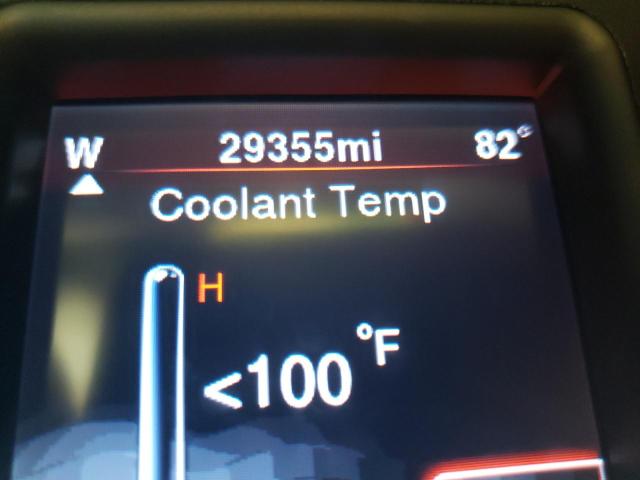 W 29355mi 82°
Coolant Temp
H
<100 °F